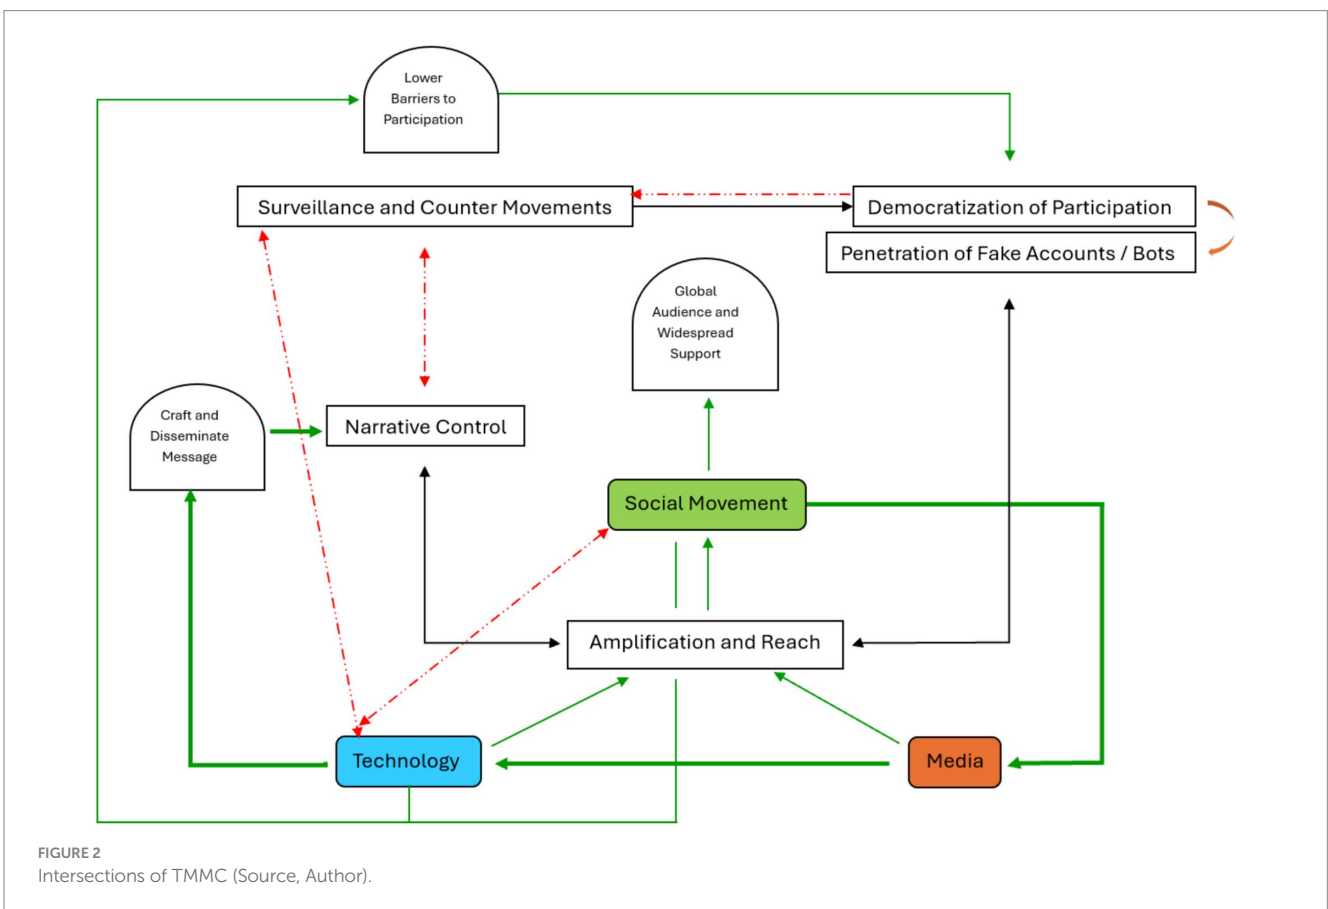 Lower
Barriers to
Participation
Surveillance and Counter Movements
Democratization of Participation
Penetration of Fake Accounts / Bots
Global
Audience and
Widespread
Support
Craft and
Disseminate
Message
Narrative Control
Social Movement
Amplification and Reach
Technology
Media
FIGURE 2
Intersections of TMMC (Source, Author).